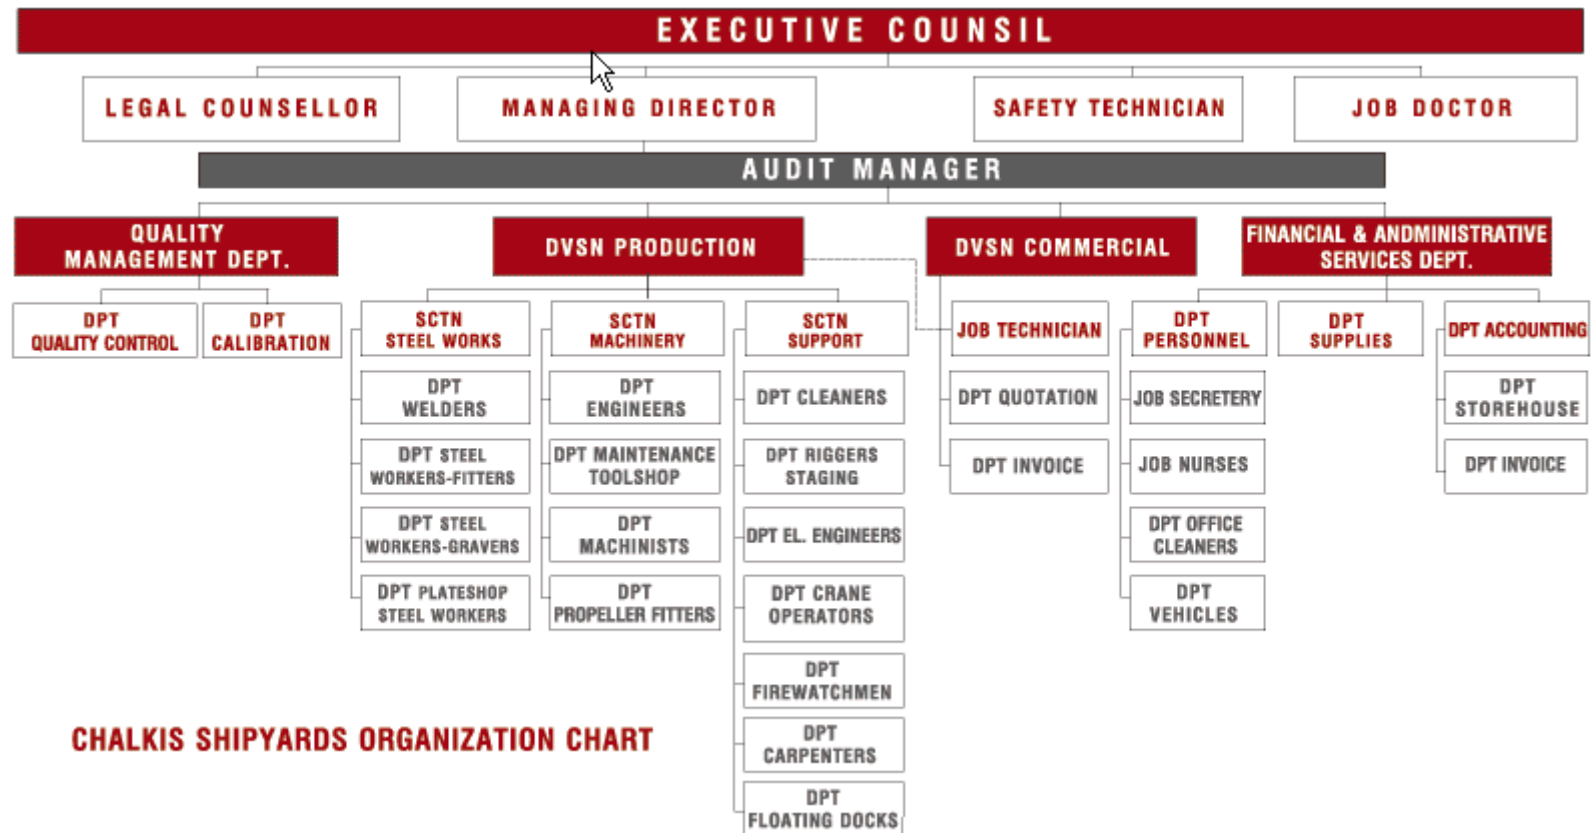 EXECUTIVE COUNSIL
LEGAL COUNSELLOR
MANAGING DIRECTOR
SAFETY TECHNICIAN
JOB DOCTOR
AUDIT MANAGER
QUALITY
MANAGEMENT DEPT.
DVSN PRODUCTION
DVSN COMMERCIAL
FINANCIAL & ANDMINISTRATIVE
SERVICES DEPT.
DPT
QUALITY CONTROL
DPT
CALIBRATION
SCTN
STEEL WORKS
DPT
WELDERS
DPT STEEL
WORKERS-FITTERS
DPT STEEL
WORKERS-GRAVERS
DPT PLATESHOP
STEEL WORKERS
SCTN
MACHINERY
DPT
ENGINEERS
DPT MAINTENANCE
TOOLSHOP
DPT
MACHINISTS
DPT
PROPELLER FITTERS
SCTN
SUPPORT
DPT CLEANERS
DPT RIGGERS
STAGING
DPT EL. ENGINEERS
DPT CRANE
OPERATORS
DPT
FIREWATCHMEN
DPT
CARPENTERS
DPT
FLOATING DOCKS
JOB TECHNICIAN
DPT QUOTATION
DPT INVOICE
DPT
PERSONNEL
JOB SECRETERY
JOB NURSES
DPT OFFICE
CLEANERS
DPT
VEHICLES
DPT
SUPPLIES
DPT ACCOUNTING
DPT
STOREHOUSE
DPT INVOICE
CHALKIS SHIPYARDS ORGANIZATION CHART